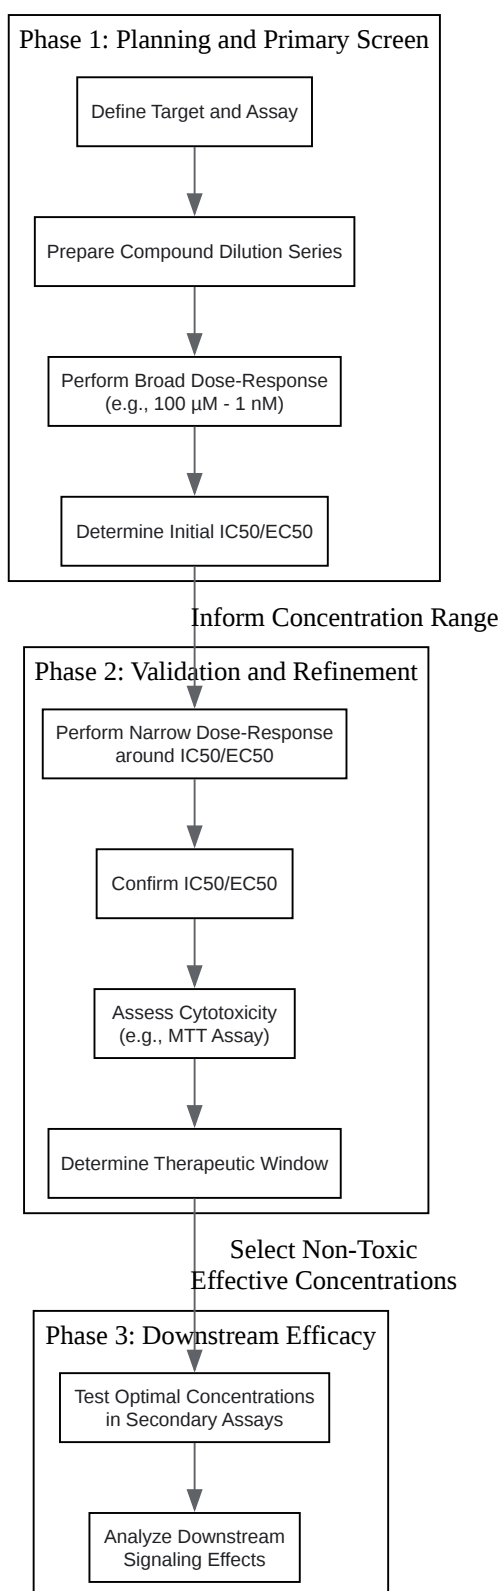 Phase 1: Planning and Primary Screen
Define Target and Assay
Prepare Compound Dilution Series
Perform Broad Dose-Response
(e.g., 100 µM - 1 nM)
Determine Initial IC50/EC50
Inform Concentration Range
Phase 2: Validation and Refinement
Perform Narrow Dose-Response
around IC50/EC50
Confirm IC50/EC50
Assess Cytotoxicity
(e.g., MTT Assay)
Determine Therapeutic Window
Select Non-Toxic
Effective Concentrations
Phase 3: Downstream Efficacy
Test Optimal Concentrations
in Secondary Assays
Analyze Downstream
Signaling Effects